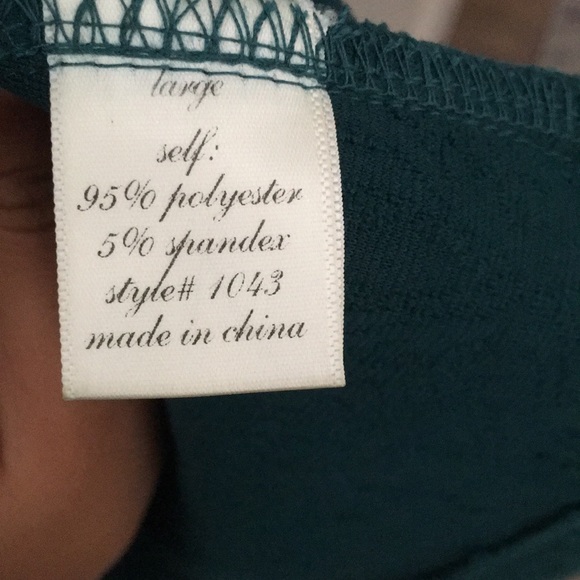 large
self:
95% polyester
5% spandex
style# 1043
made in china